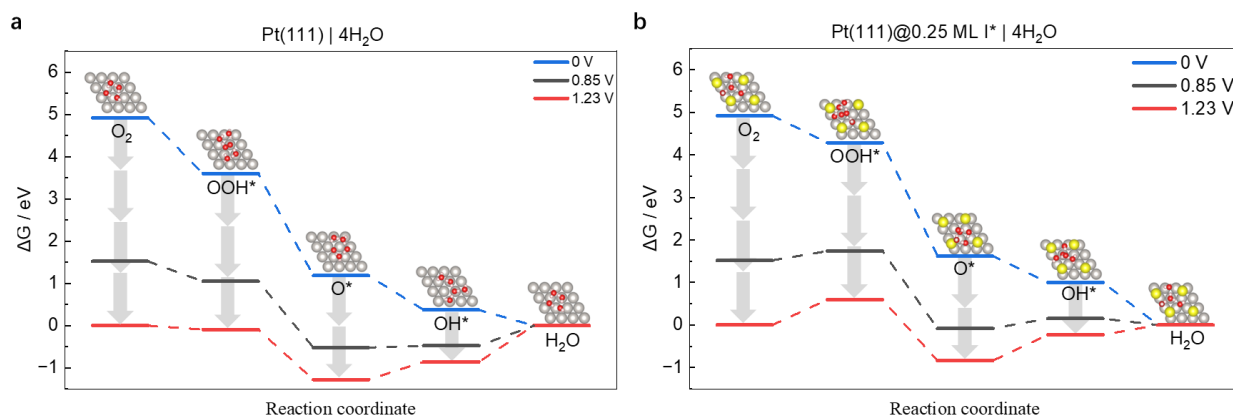 a
Pt(111) | 4H₂O
6
5
4
3
2
1
0
−1
ΔG / eV
0 V
0.85 V
1.23 V
O₂
OOH*
O*
OH*
H₂O
Reaction coordinate
b
Pt(111)@0.25 ML I* | 4H₂O
6
5
4
3
2
1
0
−1
ΔG / eV
0 V
0.85 V
1.23 V
O₂
OOH*
O*
OH*
H₂O
Reaction coordinate